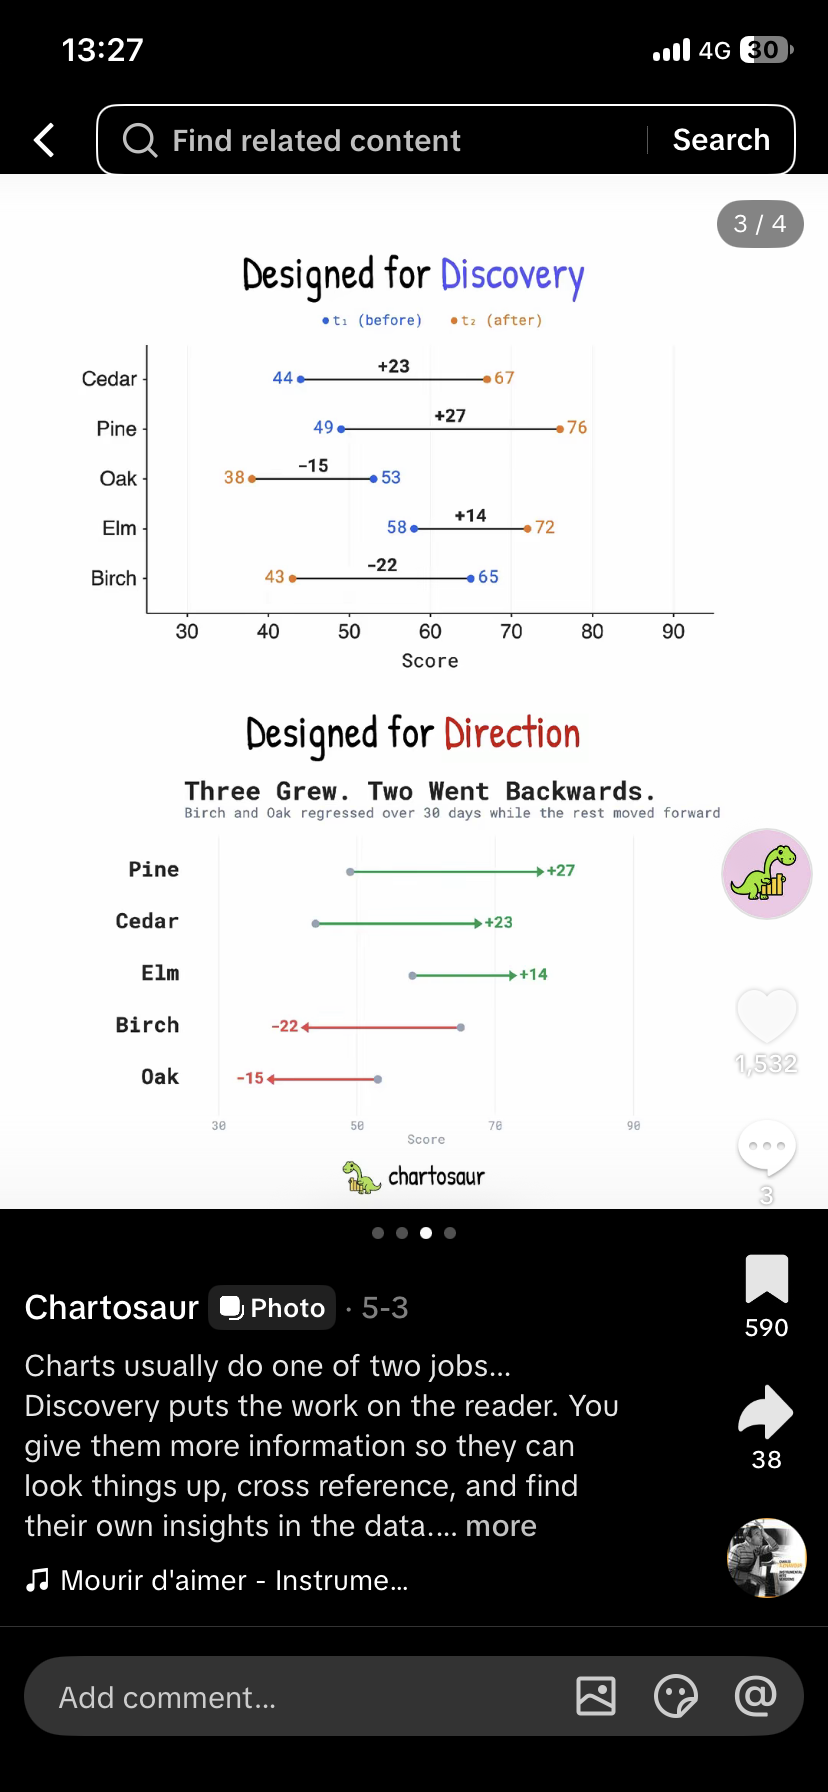 13:27
4G 30
Find related content Search
3 / 4
Designed for Discovery
t₁ (before) t₂ (after)
Cedar 44 +23 67
Pine 49 +27 76
Oak 38 −15 53
Elm 58 +14 72
Birch 43 −22 65
30 40 50 60 70 80 90
Score
Designed for Direction
Three Grew. Two Went Backwards.
Birch and Oak regressed over 30 days while the rest moved forward
Pine +27
Cedar +23
Elm +14
Birch −22
Oak −15
30 50 70 90
Score
chartosaur
1,532
3
Chartosaur Photo · 5-3
590
Charts usually do one of two jobs...
Discovery puts the work on the reader. You
give them more information so they can
look things up, cross reference, and find
their own insights in the data.... more
38
Mourir d'aimer - Instrume...
Add comment...